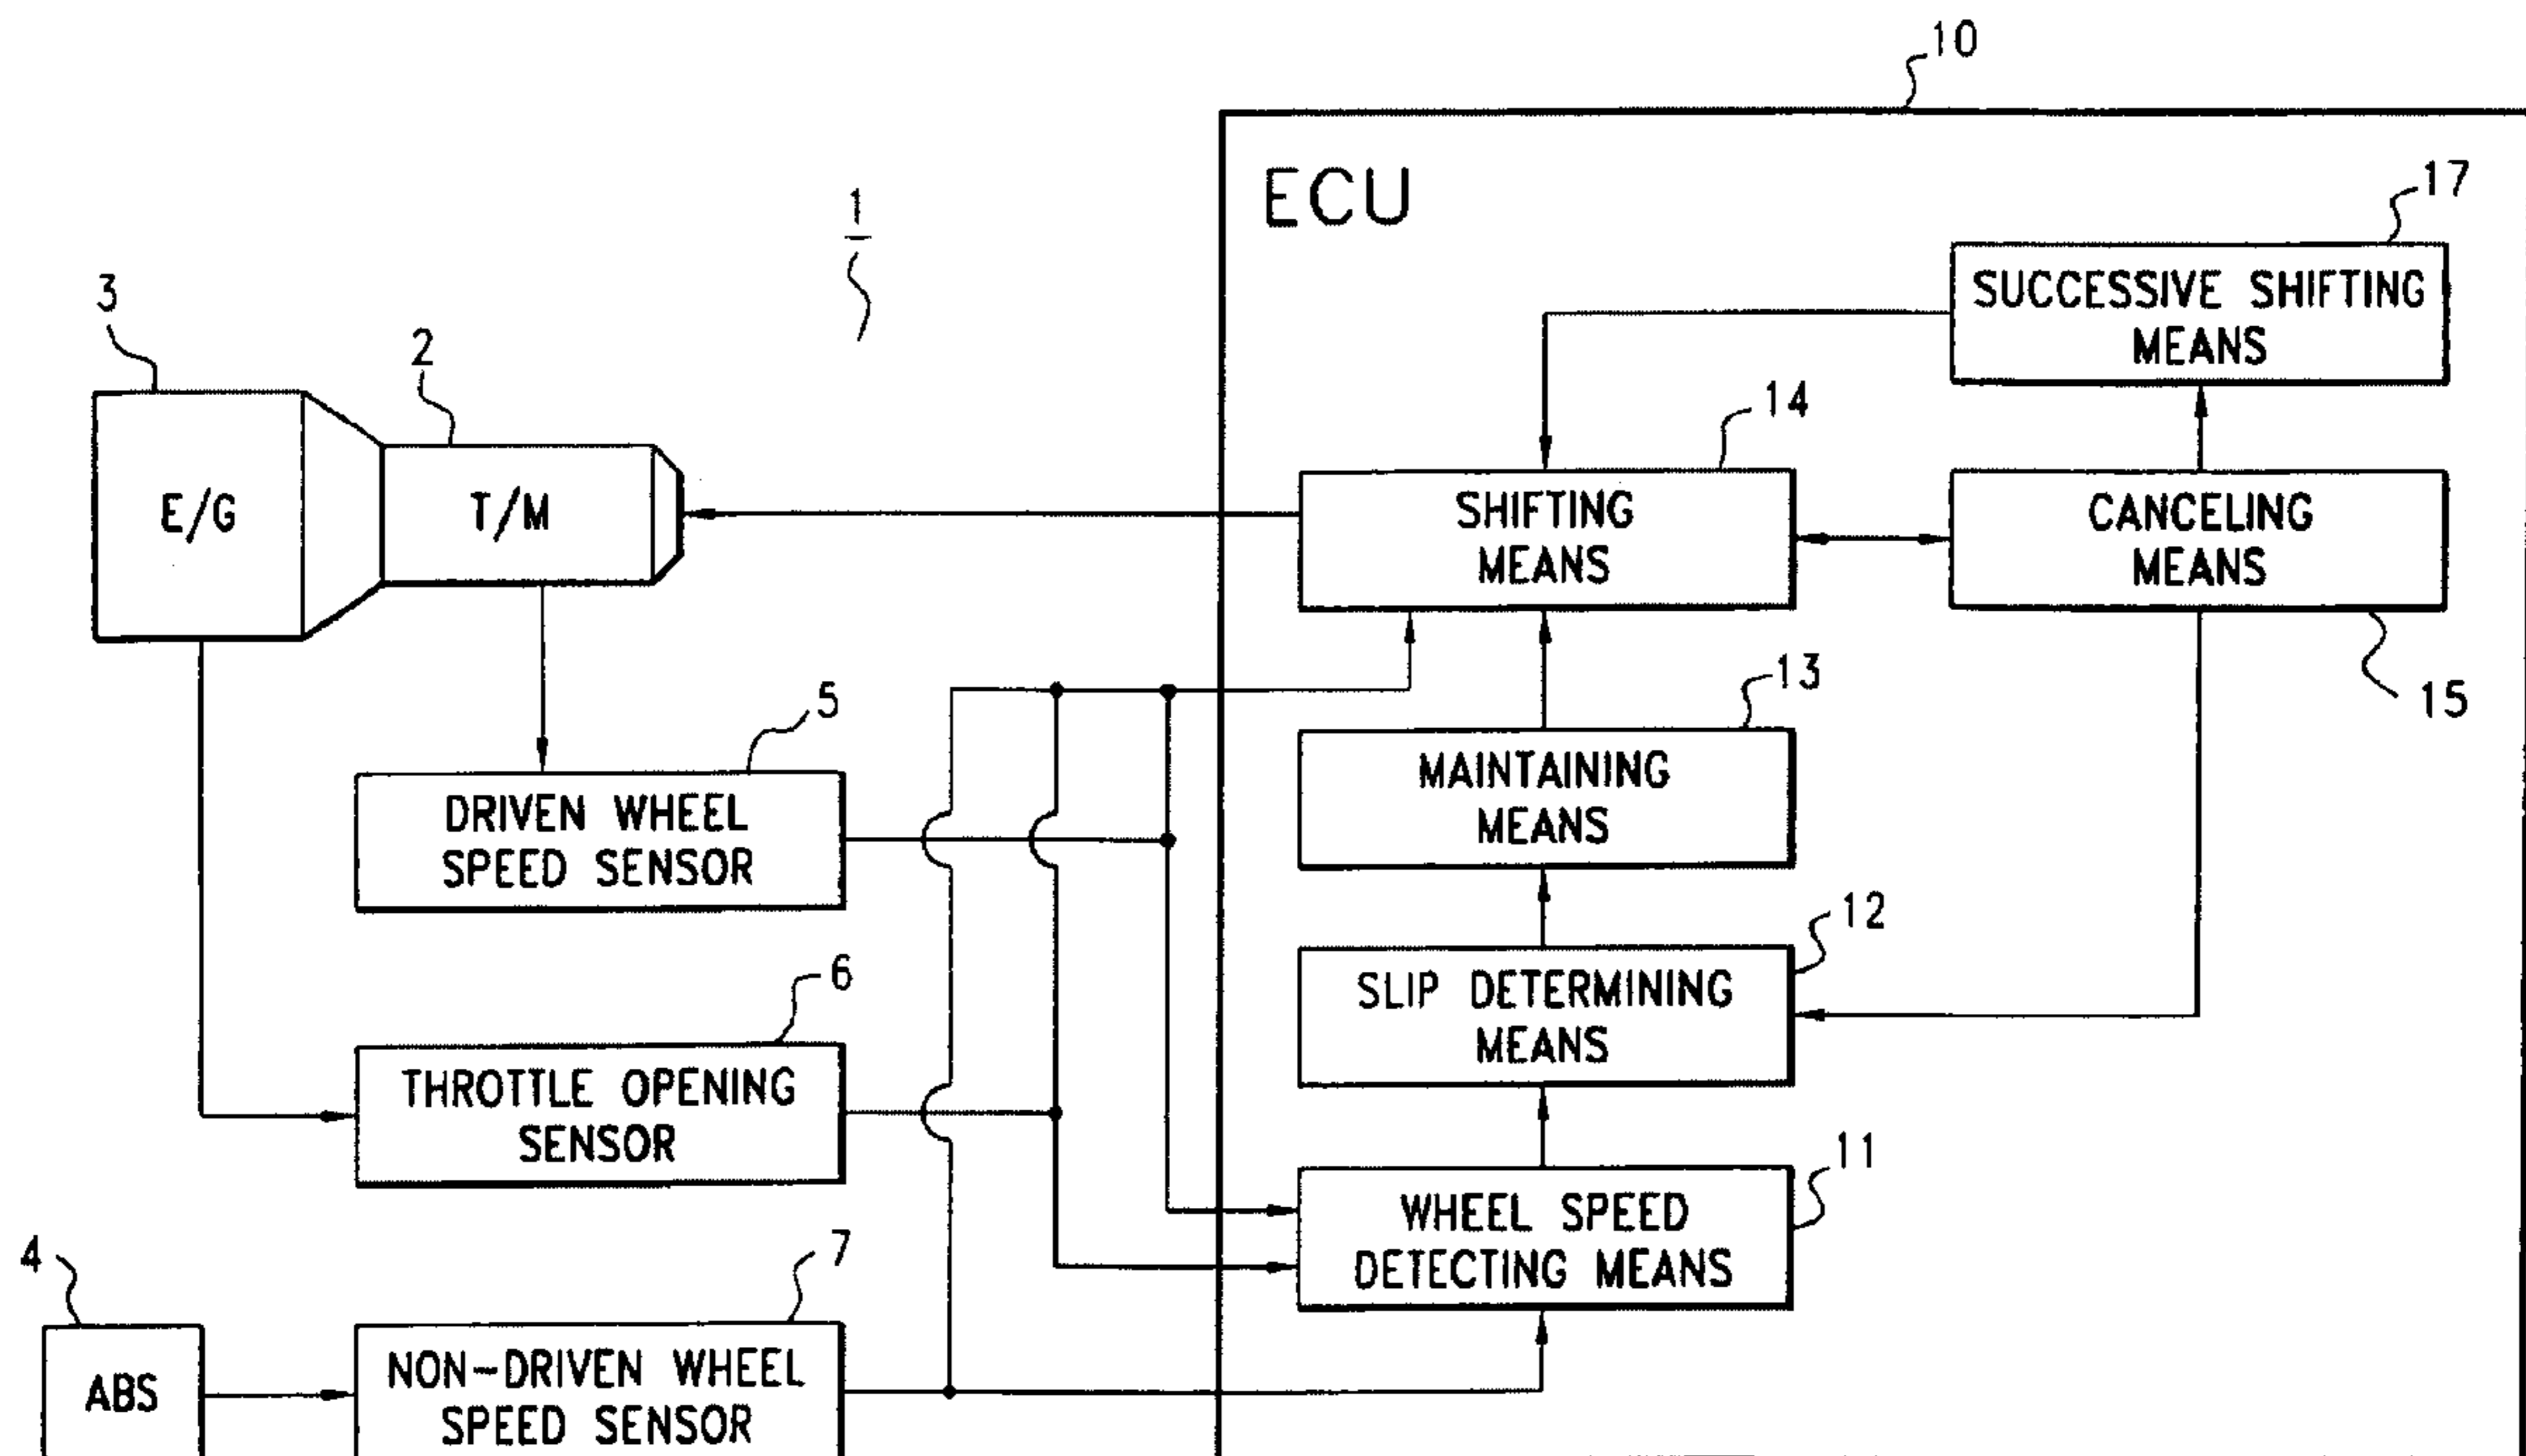 10
ECU
17
1
SUCCESSIVE SHIFTING
MEANS
3
2
14
E/G
T/M
SHIFTING
MEANS
CANCELING
MEANS
13
15
5
MAINTAINING
MEANS
DRIVEN WHEEL
SPEED SENSOR
12
6
SLIP DETERMINING
MEANS
THROTTLE OPENING
SENSOR
11
WHEEL SPEED
DETECTING MEANS
4
7
ABS
NON-DRIVEN WHEEL
SPEED SENSOR